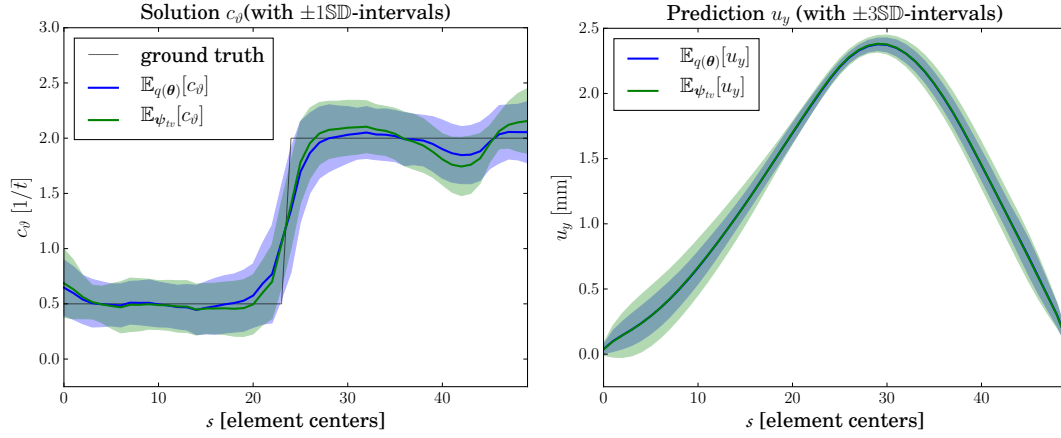 Solution c_ϑ(with ±1𝕊𝔻-intervals)
3.0
2.5
2.0
1.5
1.0
0.5
0.0
c_ϑ [1/t̄]
ground truth
𝔼_q(θ)[c_ϑ]
𝔼_ψ_tv[c_ϑ]
0
10
20
30
40
s [element centers]
Prediction u_y (with ±3𝕊𝔻-intervals)
2.5
2.0
1.5
1.0
0.5
0.0
u_y [mm]
𝔼_q(θ)[u_y]
𝔼_ψ_tv[u_y]
0
10
20
30
40
s [element centers]